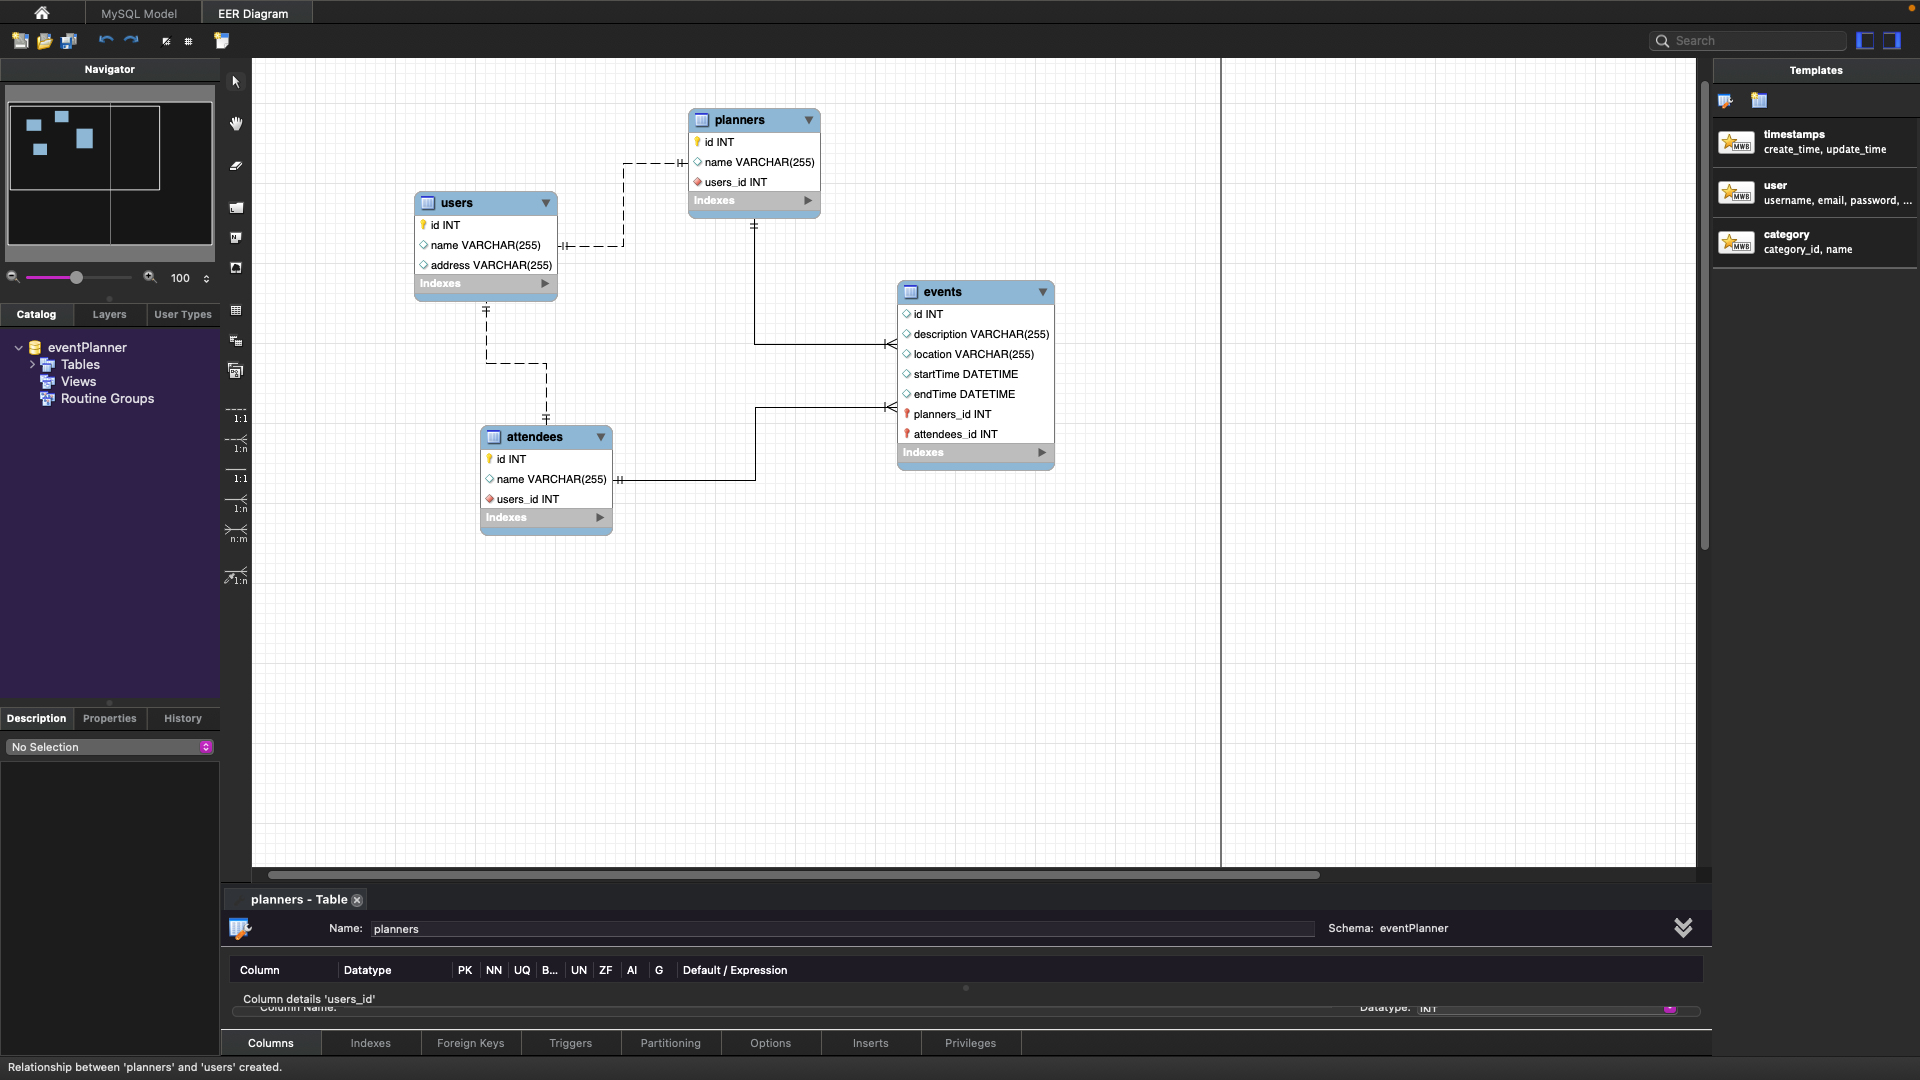 MySQL Model
EER Diagram
Search
Navigator
100
Catalog
Layers
User Types
eventPlanner
Tables
Views
Routine Groups
Description
Properties
History
No Selection
1:1
1:n
1:1
1:n
n:m
1:n
planners
id INT
name VARCHAR(255)
users_id INT
Indexes
users
id INT
name VARCHAR(255)
address VARCHAR(255)
Indexes
events
id INT
description VARCHAR(255)
location VARCHAR(255)
startTime DATETIME
endTime DATETIME
planners_id INT
attendees_id INT
Indexes
attendees
id INT
name VARCHAR(255)
users_id INT
Indexes
Templates
MWB
timestamps
create_time, update_time
MWB
user
username, email, password, ...
MWB
category
category_id, name
planners - Table
Name: planners
Schema: eventPlanner
Column Datatype PK NN UQ B... UN ZF AI G Default / Expression
Column details 'users_id'
Column Name:
Datatype: INT
Columns
Indexes
Foreign Keys
Triggers
Partitioning
Options
Inserts
Privileges
Relationship between 'planners' and 'users' created.